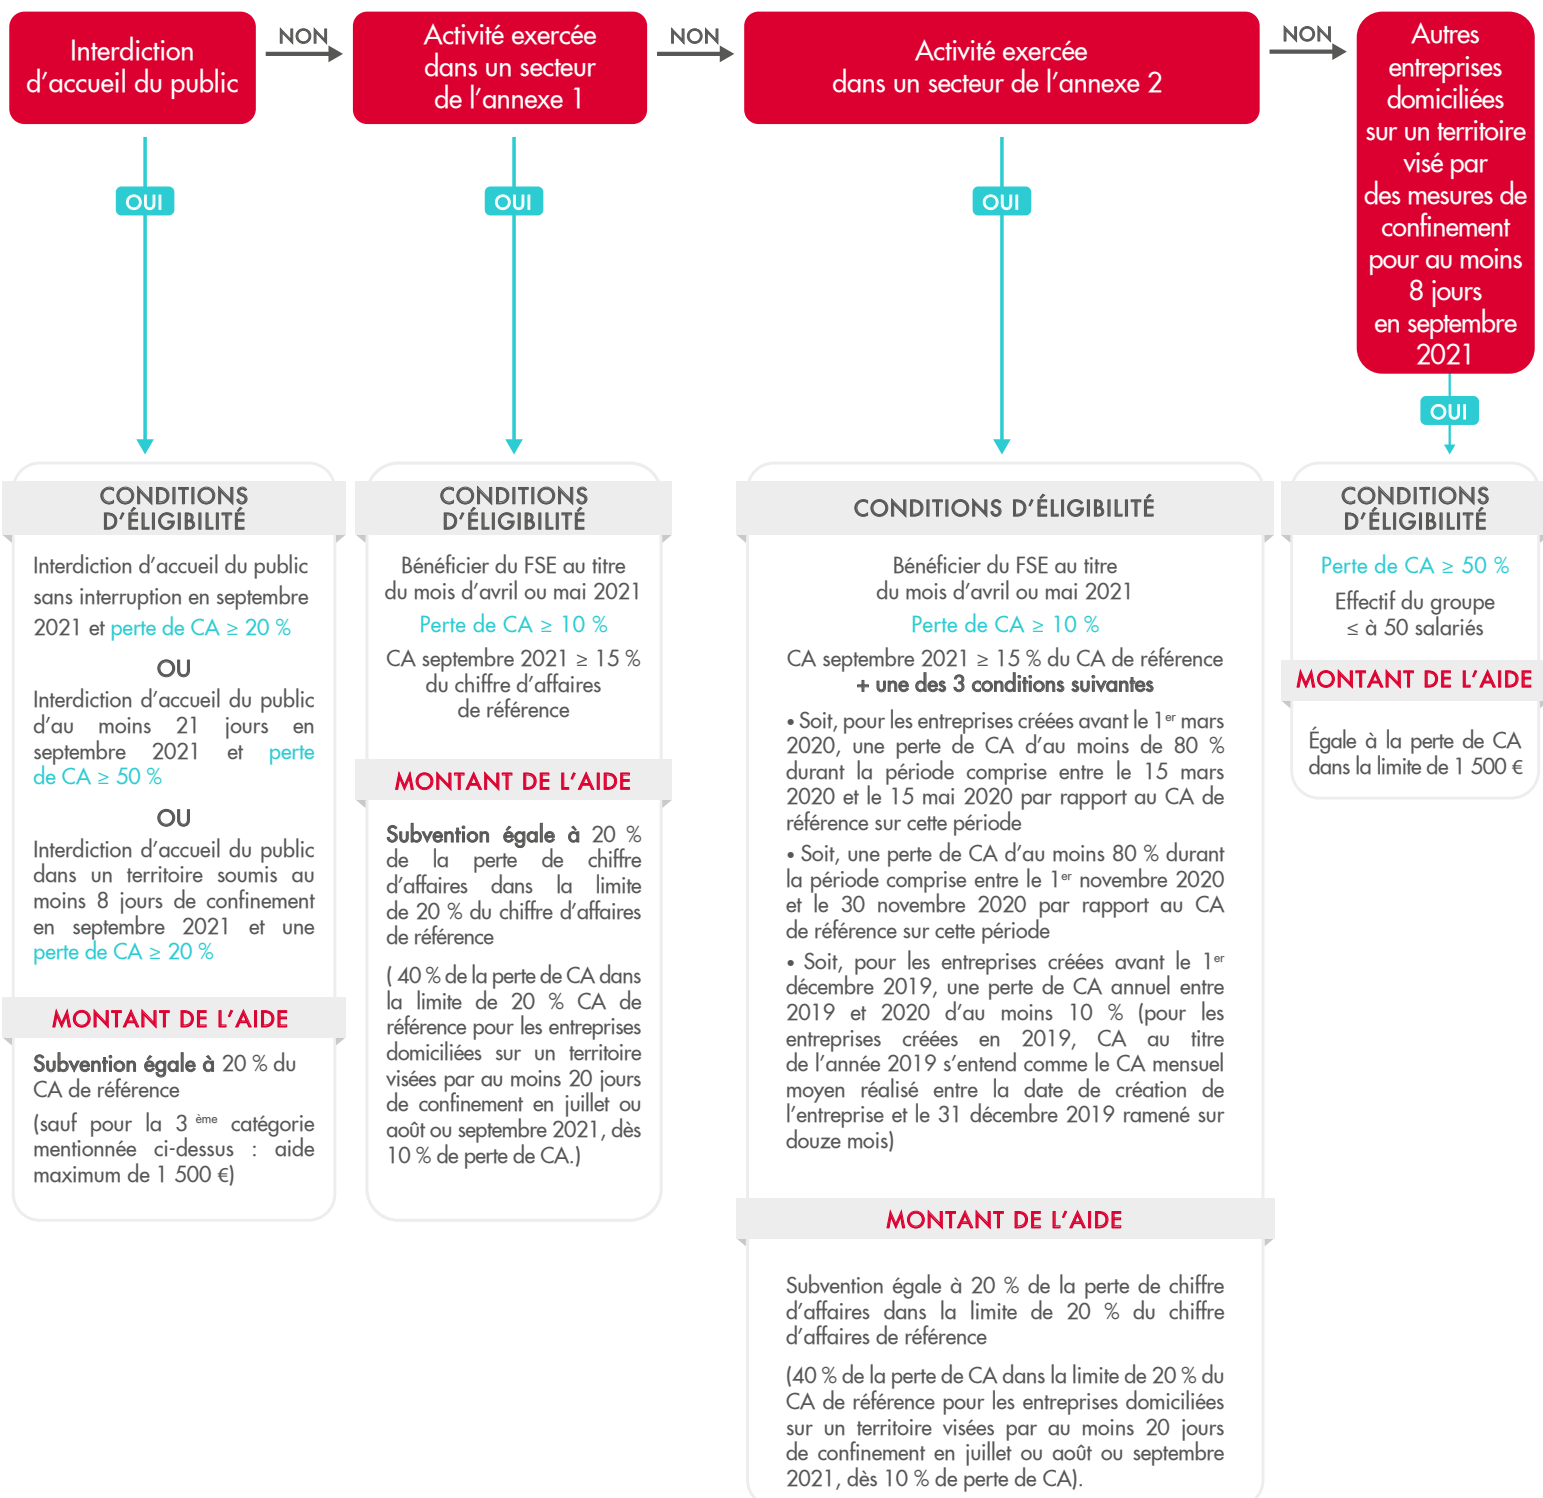 Interdiction
d'accueil du public
NON
Activité exercée
dans un secteur
de l'annexe 1
NON
Activité exercée
dans un secteur de l'annexe 2
NON
Autres
entreprises
domiciliées
sur un territoire
visé par
des mesures de
confinement
pour au moins
8 jours
en septembre
2021
OUI
OUI
OUI
OUI
CONDITIONS
D'ÉLIGIBILITÉ
Interdiction d'accueil du public
sans interruption en septembre
2021 et perte de CA ≥ 20 %
OU
Interdiction d'accueil du public
d'au moins 21 jours en
septembre 2021 et perte
de CA ≥ 50 %
OU
Interdiction d'accueil du public
dans un territoire soumis au
moins 8 jours de confinement
en septembre 2021 et une
perte de CA ≥ 20 %
MONTANT DE L'AIDE
Subvention égale à 20 % du
CA de référence
(sauf pour la 3 ème catégorie
mentionnée ci-dessus : aide
maximum de 1 500 €)
CONDITIONS
D'ÉLIGIBILITÉ
Bénéficier du FSE au titre
du mois d'avril ou mai 2021
Perte de CA ≥ 10 %
CA septembre 2021 ≥ 15 %
du chiffre d'affaires
de référence
MONTANT DE L'AIDE
Subvention égale à 20 %
de la perte de chiffre
d'affaires dans la limite
de 20 % du chiffre d'affaires
de référence
( 40 % de la perte de CA dans
la limite de 20 % CA de
référence pour les entreprises
domiciliées sur un territoire
visées par au moins 20 jours
de confinement en juillet ou
août ou septembre 2021, dès
10 % de perte de CA.)
CONDITIONS D'ÉLIGIBILITÉ
Bénéficier du FSE au titre
du mois d'avril ou mai 2021
Perte de CA ≥ 10 %
CA septembre 2021 ≥ 15 % du CA de référence
+ une des 3 conditions suivantes
• Soit, pour les entreprises créées avant le 1er mars
2020, une perte de CA d'au moins de 80 %
durant la période comprise entre le 15 mars
2020 et le 15 mai 2020 par rapport au CA de
référence sur cette période
• Soit, une perte de CA d'au moins 80 % durant
la période comprise entre le 1er novembre 2020
et le 30 novembre 2020 par rapport au CA
de référence sur cette période
• Soit, pour les entreprises créées avant le 1er
décembre 2019, une perte de CA annuel entre
2019 et 2020 d'au moins 10 % (pour les
entreprises créées en 2019, CA au titre
de l'année 2019 s'entend comme le CA mensuel
moyen réalisé entre la date de création de
l'entreprise et le 31 décembre 2019 ramené sur
douze mois)
MONTANT DE L'AIDE
Subvention égale à 20 % de la perte de chiffre
d'affaires dans la limite de 20 % du chiffre
d'affaires de référence
(40 % de la perte de CA dans la limite de 20 % du
CA de référence pour les entreprises domiciliées
sur un territoire visées par au moins 20 jours
de confinement en juillet ou août ou septembre
2021, dès 10 % de perte de CA).
CONDITIONS
D'ÉLIGIBILITÉ
Perte de CA ≥ 50 %
Effectif du groupe
≤ à 50 salariés
MONTANT DE L'AIDE
Égale à la perte de CA
dans la limite de 1 500 €